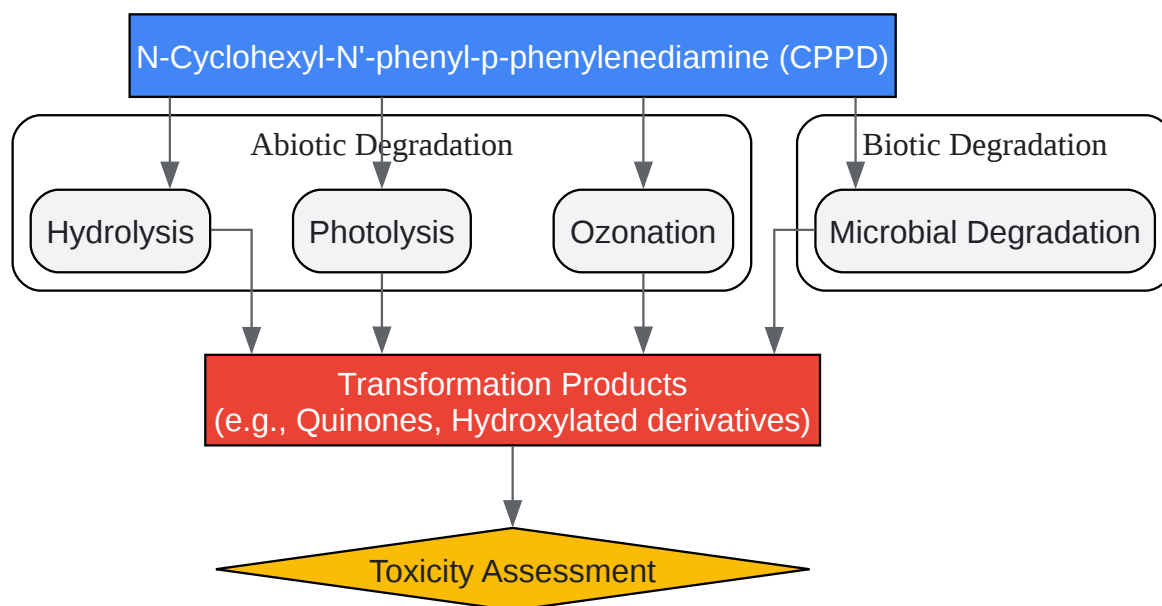 N-Cyclohexyl-N'-phenyl-p-phenylenediamine (CPPD)
Abiotic Degradation
Biotic Degradation
Hydrolysis
Photolysis
Ozonation
Microbial Degradation
Transformation Products
(e.g., Quinones, Hydroxylated derivatives)
Toxicity Assessment